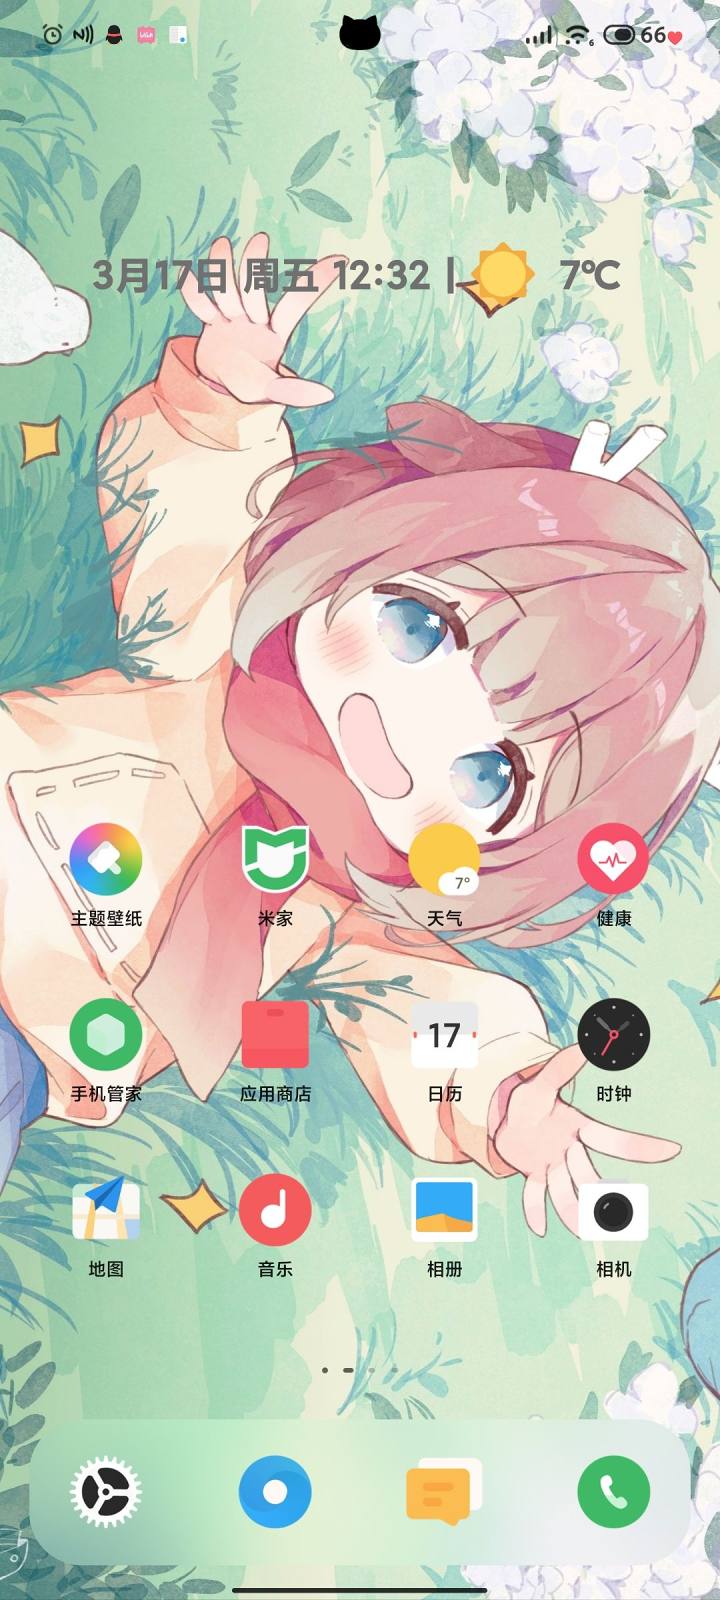 66
3月17日 周五 12:32 | 7℃
7°
主题壁纸 米家 天气 健康
17
手机管家 应用商店 日历 时钟
地图 音乐 相册 相机